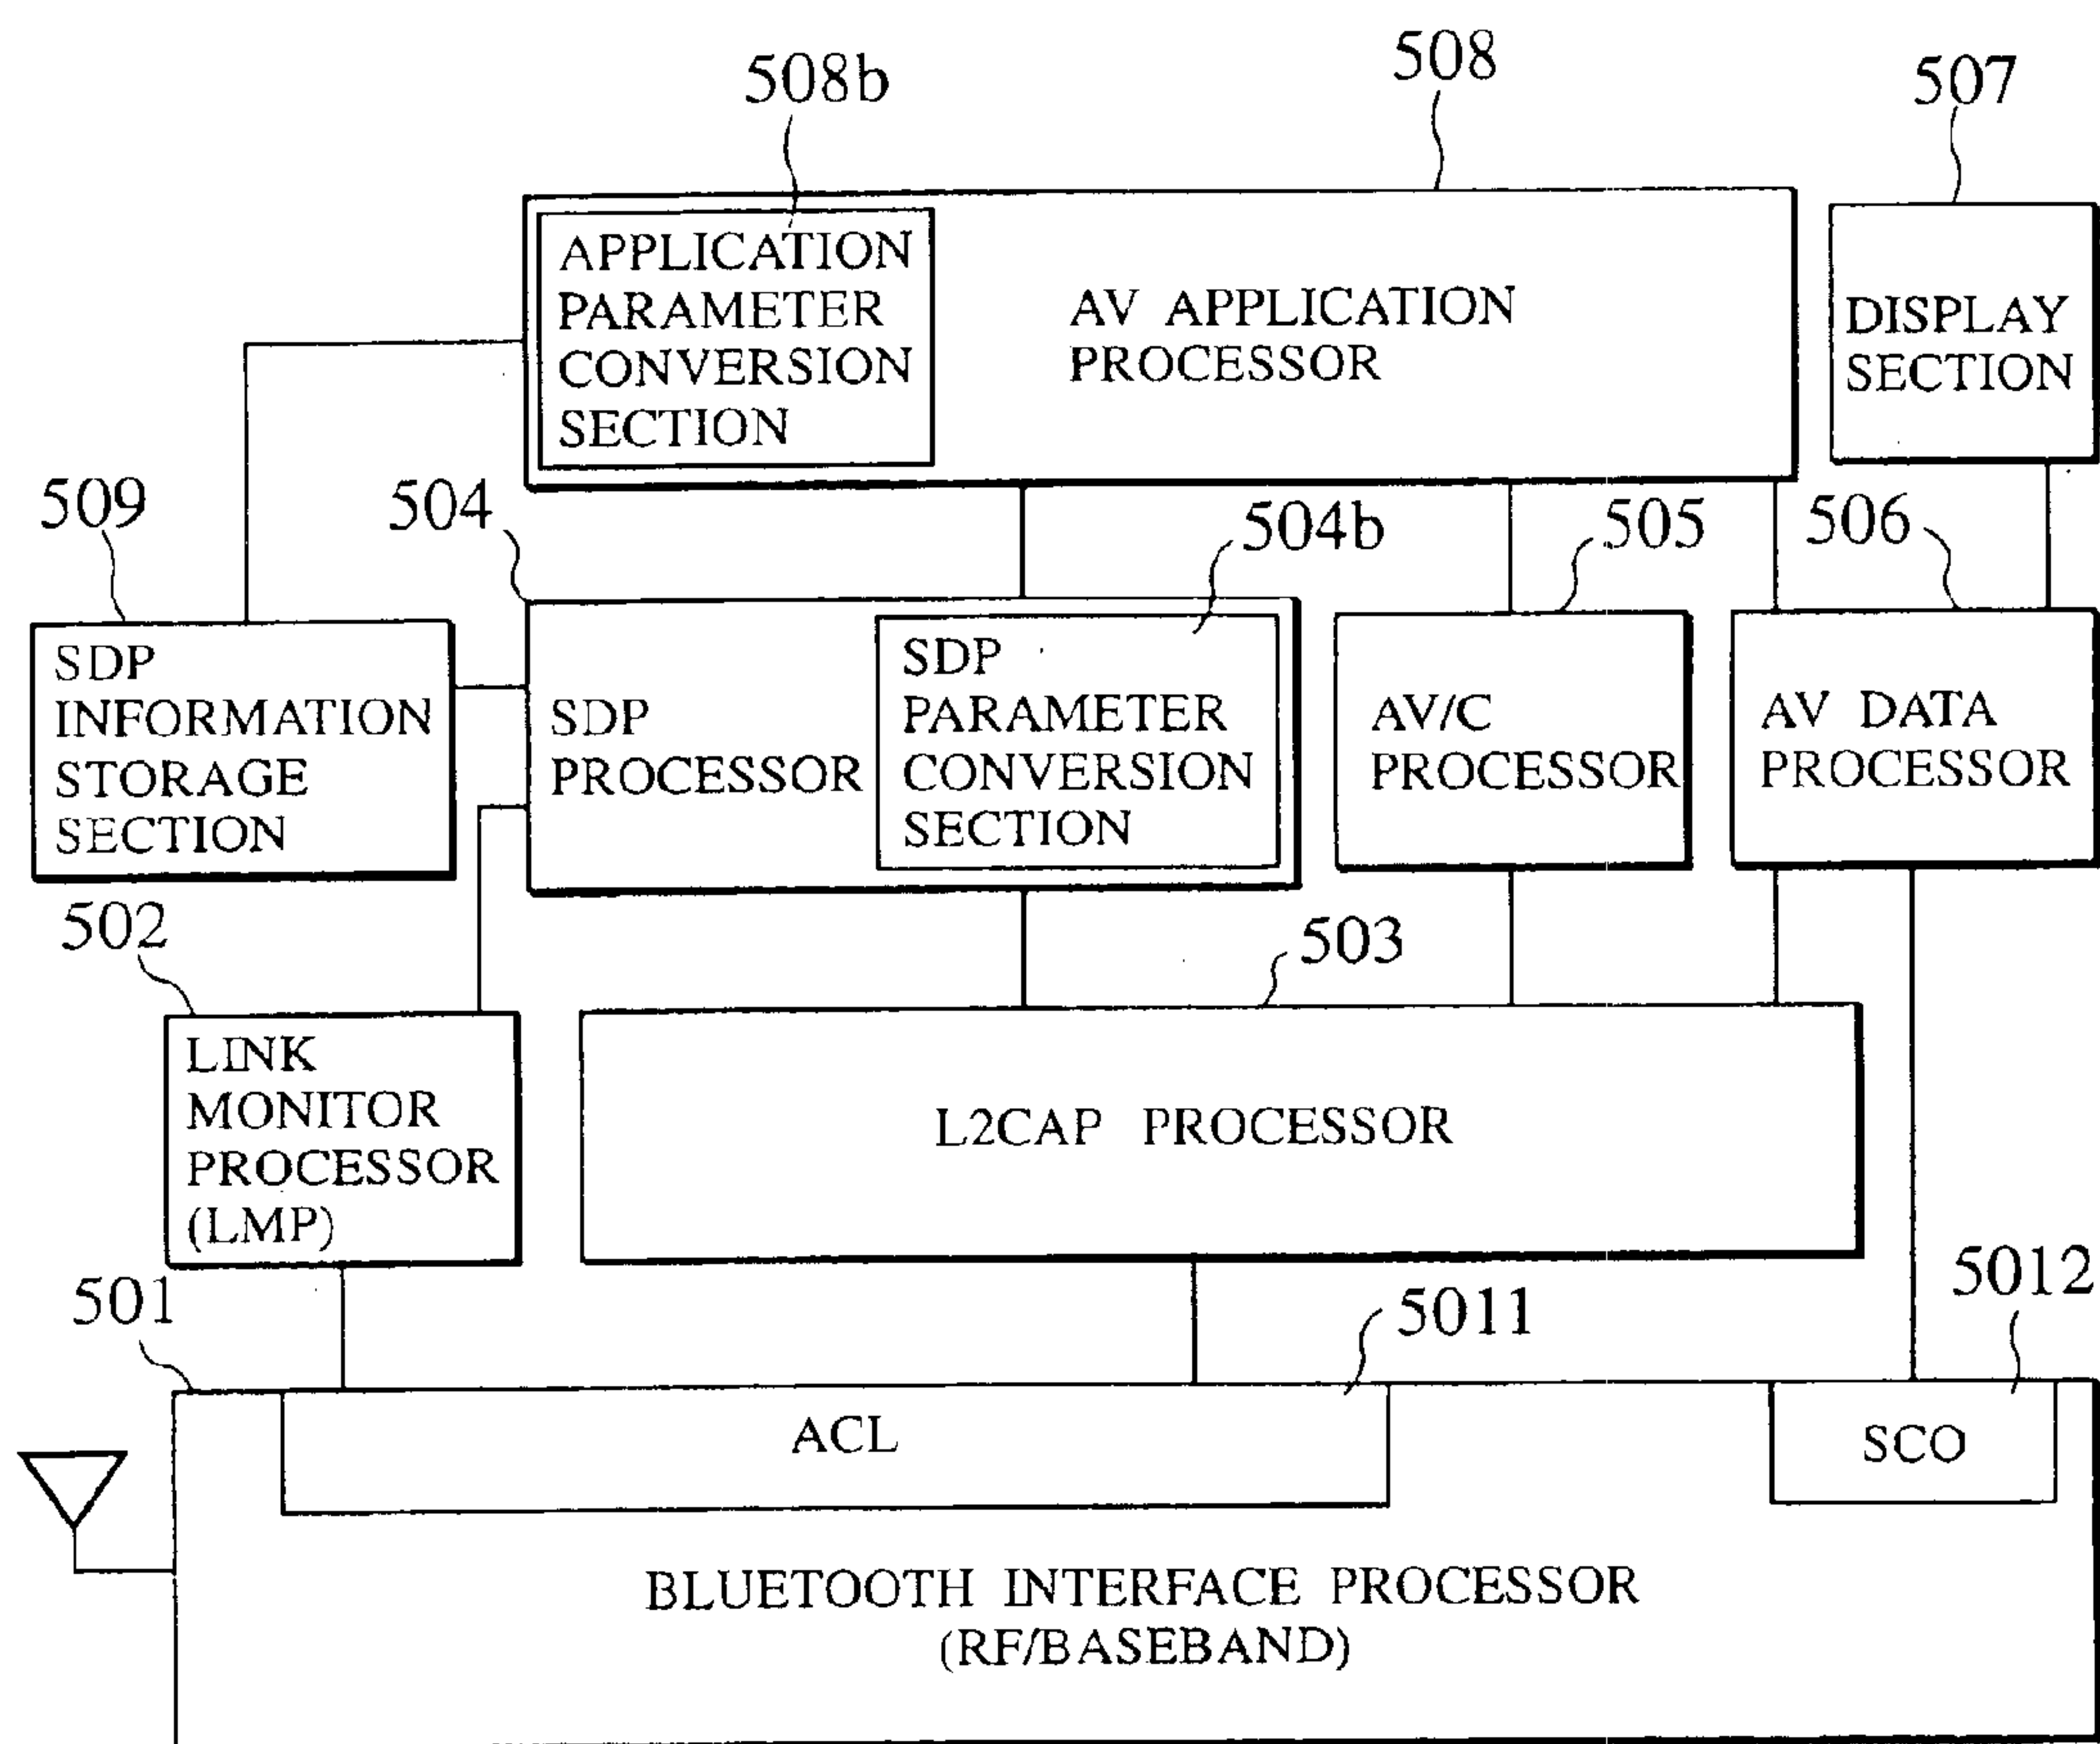 508b
508
507
APPLICATION
PARAMETER
CONVERSION
SECTION
AV APPLICATION
PROCESSOR
DISPLAY
SECTION
509
504
504b
505
506
SDP
INFORMATION
STORAGE
SECTION
SDP
PROCESSOR
SDP
PARAMETER
CONVERSION
SECTION
AV/C
PROCESSOR
AV DATA
PROCESSOR
502
503
LINK
MONITOR
PROCESSOR
(LMP)
L2CAP PROCESSOR
501
5011
5012
ACL
SCO
BLUETOOTH INTERFACE PROCESSOR
(RF/BASEBAND)